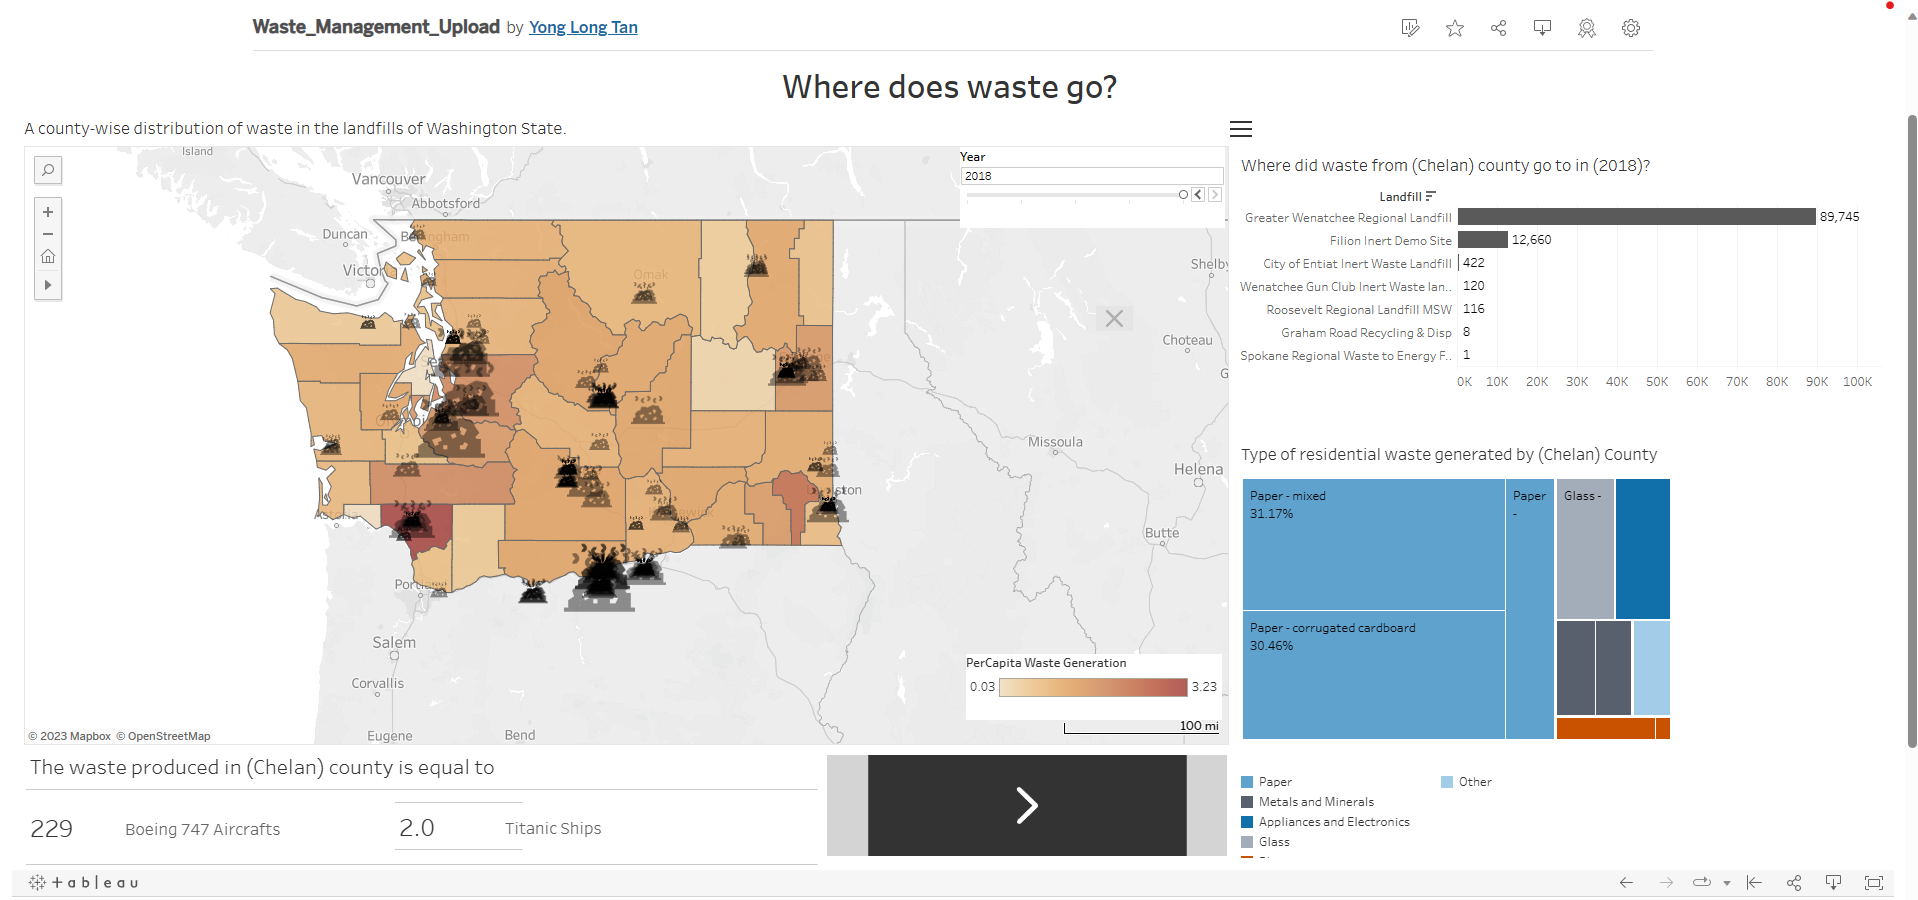 Waste_Management_Upload by Yong Long Tan
Where does waste go?
A county-wise distribution of waste in the landfills of Washington State.
Year
2018
Island
Vancouver
Abbotsford
Duncan
Bellingham
Victor
Omak
Shelby
Choteau
Missoula
Helena
Butte
Salem
Corvallis
Eugene
Bend
PerCapita Waste Generation
0.03
3.23
100 mi
© 2023 Mapbox © OpenStreetMap
Where did waste from (Chelan) county go to in (2018)?
Landfill
Greater Wenatchee Regional Landfill 89,745
Filion Inert Demo Site 12,660
City of Entiat Inert Waste Landfill 422
Wenatchee Gun Club Inert Waste lan.. 120
Roosevelt Regional Landfill MSW 116
Graham Road Recycling & Disp 8
Spokane Regional Waste to Energy F.. 1
0K 10K 20K 30K 40K 50K 60K 70K 80K 90K 100K
Type of residential waste generated by (Chelan) County
Paper - mixed
31.17%
Paper
-
Glass -
Paper - corrugated cardboard
30.46%
Paper
Other
Metals and Minerals
Appliances and Electronics
Glass
The waste produced in (Chelan) county is equal to
229 Boeing 747 Aircrafts
2.0 Titanic Ships
+ableau